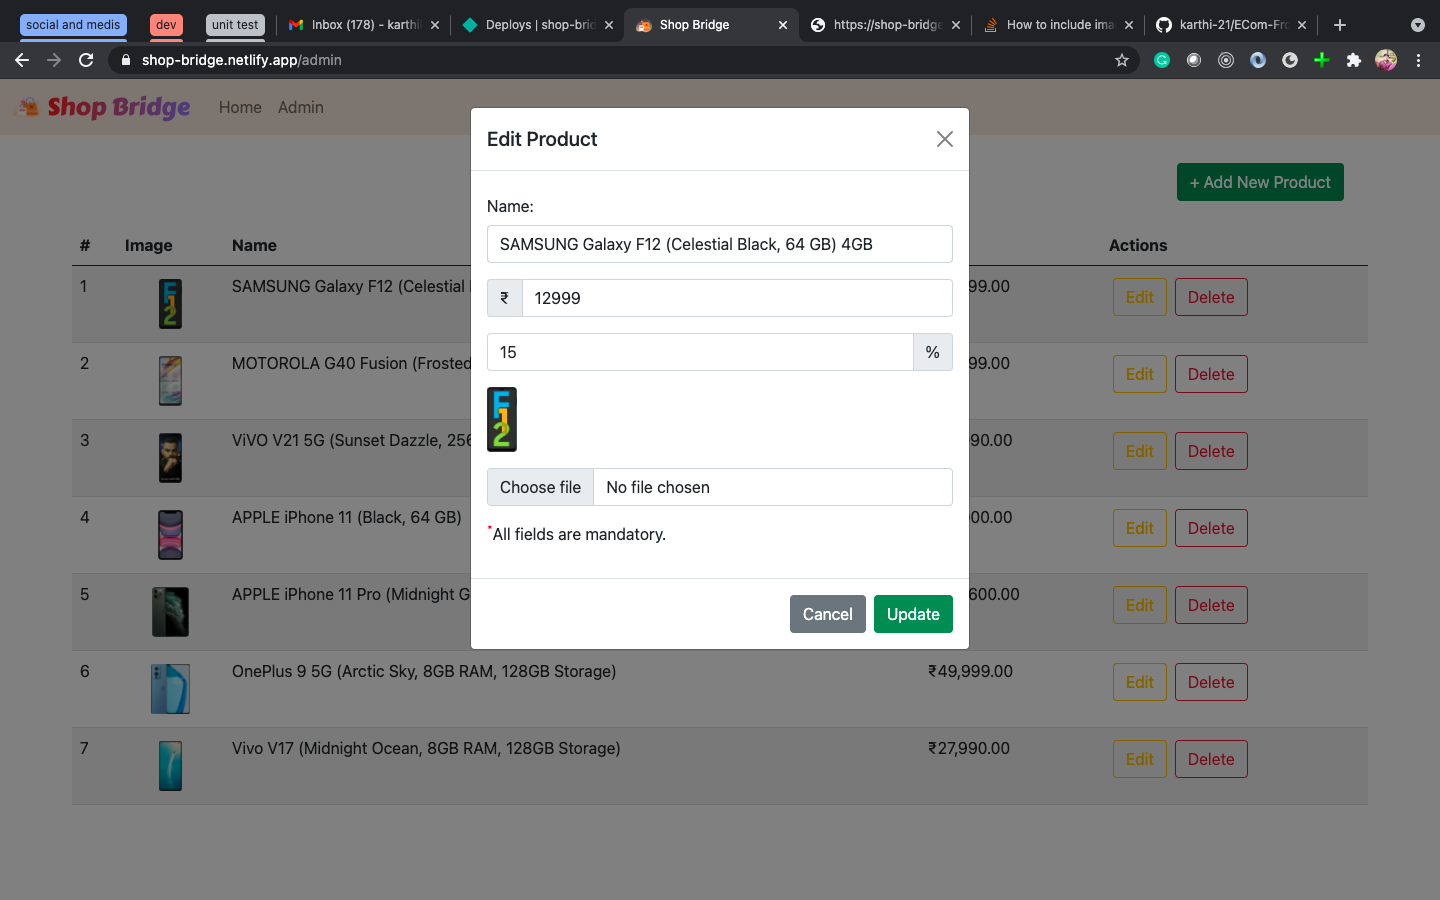 social and medis
dev
unit test
Inbox (178) - karthi
Deploys | shop-bri
Shop Bridge
https://shop-bridge
How to include ima
karthi-21/ECom-Fr
shop-bridge.netlify.app/admin
Shop Bridge
Home
Admin
+ Add New Product
# Image Name Actions
1 SAMSUNG Galaxy F12 (Celestial 99.00 Edit Delete
2 MOTOROLA G40 Fusion (Frosted 99.00 Edit Delete
3 ViVO V21 5G (Sunset Dazzle, 256 90.00 Edit Delete
4 APPLE iPhone 11 (Black, 64 GB) 00.00 Edit Delete
5 APPLE iPhone 11 Pro (Midnight G 600.00 Edit Delete
6 OnePlus 9 5G (Arctic Sky, 8GB RAM, 128GB Storage) ₹49,999.00 Edit Delete
7 Vivo V17 (Midnight Ocean, 8GB RAM, 128GB Storage) ₹27,990.00 Edit Delete
Edit Product
Name:
SAMSUNG Galaxy F12 (Celestial Black, 64 GB) 4GB
₹ 12999
15 %
F12
Choose file No file chosen
*All fields are mandatory.
Cancel Update